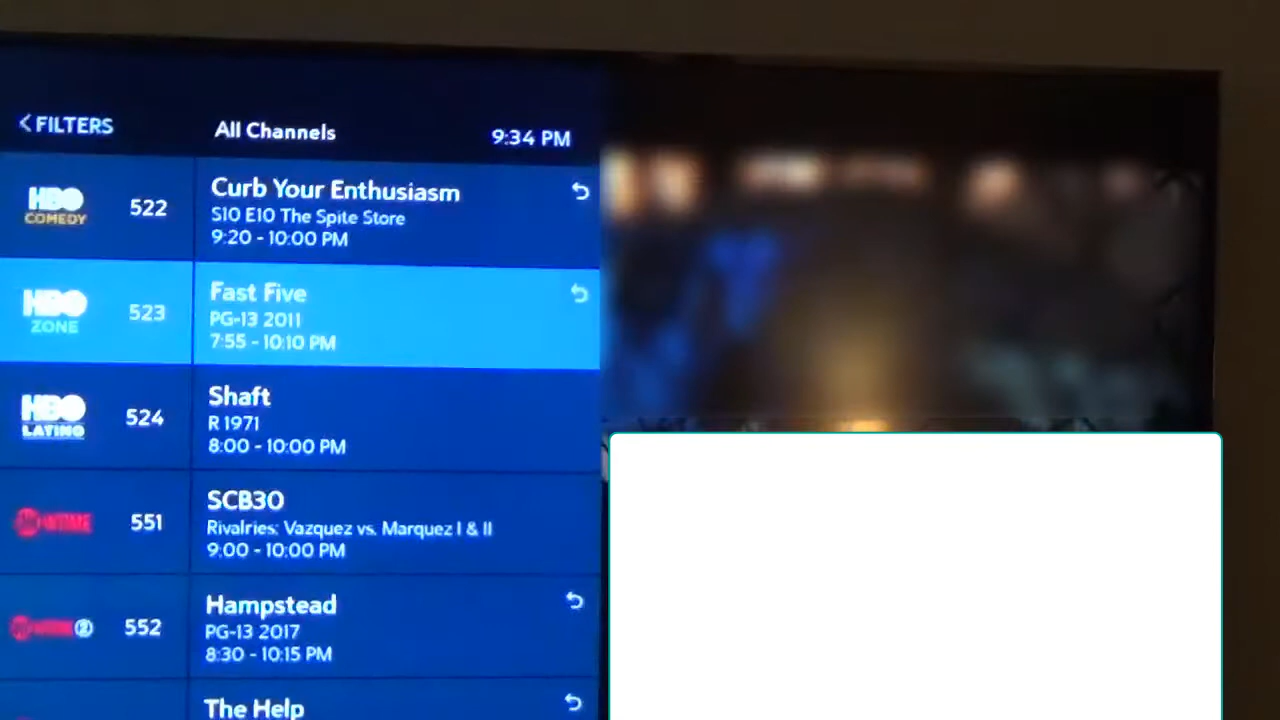 FILTERS
All Channels
9:34 PM
HBO
COMEDY
522
Curb Your Enthusiasm
S10 E10 The Spite Store
9:20 - 10:00 PM
HBO
ZONE
523
Fast Five
PG-13 2011
7:55 - 10:10 PM
HBO
LATINO
524
Shaft
R 1971
8:00 - 10:00 PM
SHOWTIME
551
SCB30
Rivalries: Vazquez vs. Marquez I & II
9:00 - 10:00 PM
SHOWTIME 2
552
Hampstead
PG-13 2017
8:30 - 10:15 PM
The Help